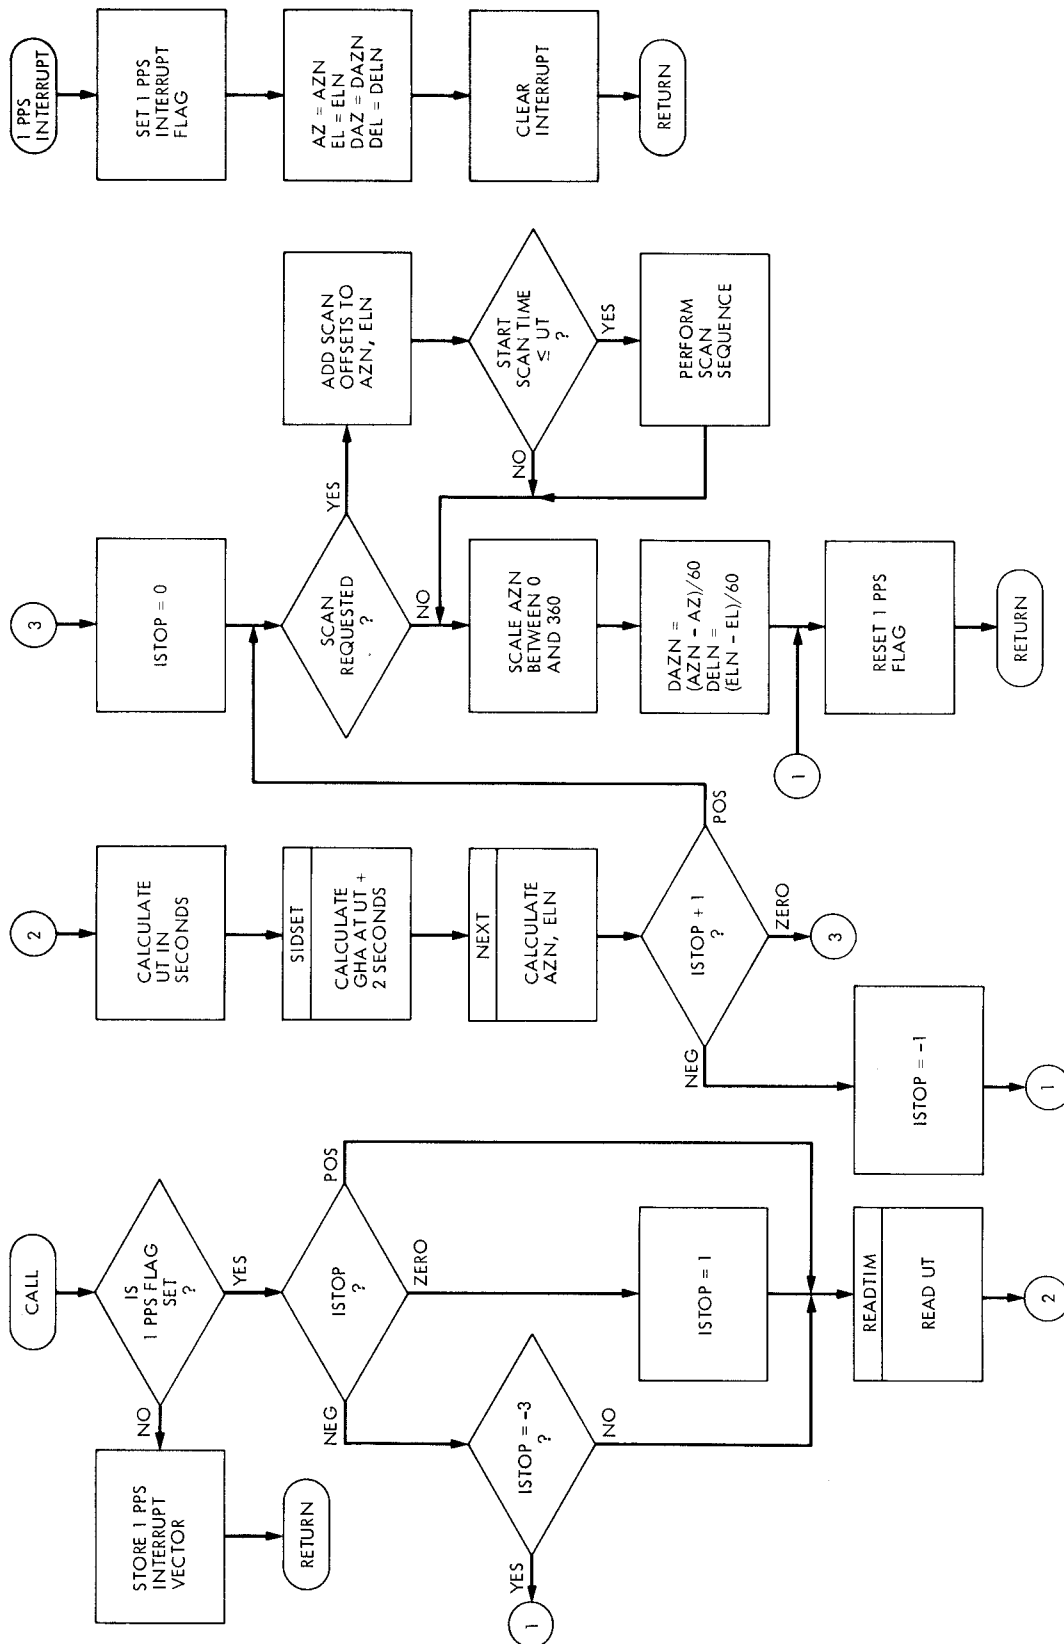 CALL
IS
1 PPS FLAG
SET
?
NO
YES
STORE 1 PPS
INTERRUPT
VECTOR
RETURN
ISTOP
?
NEG
ZERO
POS
ISTOP = -3
?
YES
NO
1
ISTOP = 1
READTIM
READ UT
2
2
CALCULATE
UT IN
SECONDS
SIDSET
CALCULATE
GHA AT UT +
2 SECONDS
NEXT
CALCULATE
AZN, ELN
ISTOP + 1
?
NEG
ZERO
POS
ISTOP = -1
1
3
3
ISTOP = 0
SCAN
REQUESTED
?
YES
NO
ADD SCAN
OFFSETS TO
AZN, ELN
START
SCAN TIME
≤ UT
?
NO
YES
PERFORM
SCAN
SEQUENCE
SCALE AZN
BETWEEN 0
AND 360
DAZN =
(AZN - AZ)/60
DELN =
(ELN - EL)/60
1
RESET 1 PPS
FLAG
RETURN
1 PPS
INTERRUPT
SET 1 PPS
INTERRUPT
FLAG
AZ = AZN
EL = ELN
DAZ = DAZN
DEL = DELN
CLEAR
INTERRUPT
RETURN